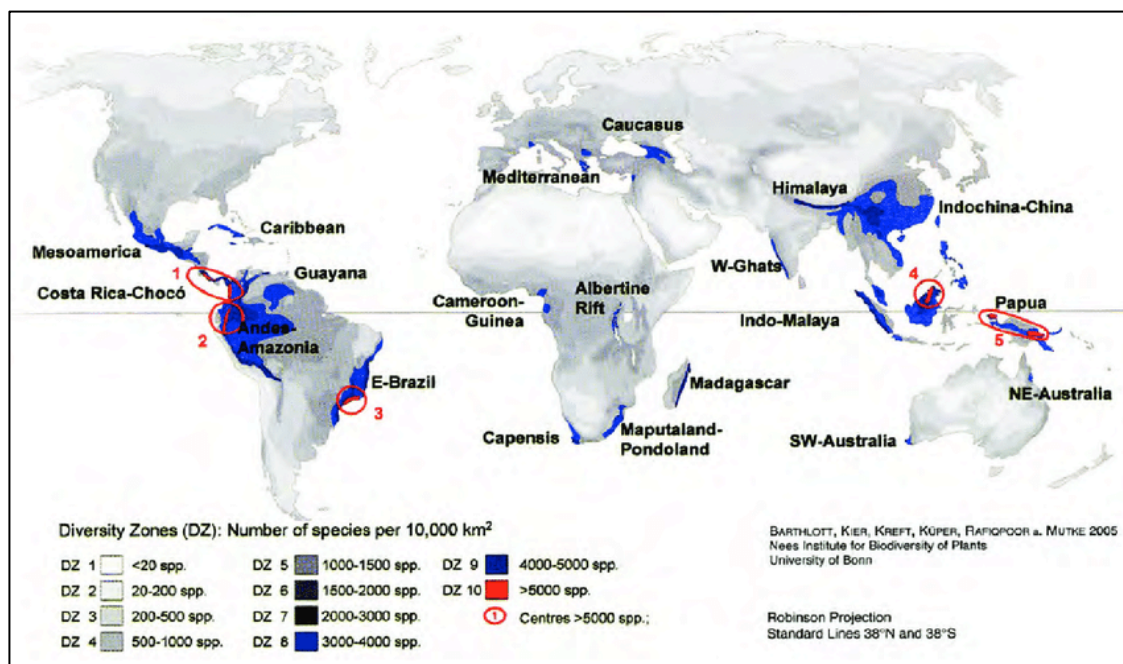 Caucasus
Mediterranean
Himalaya
Indochina-China
Caribbean
Mesoamerica
1
Guayana
W-Ghats
4
Costa Rica-Chocó
Cameroon-
Guinea
Albertine
Rift
Indo-Malaya
Papua
5
2
Andes-
Amazonia
E-Brazil
3
Madagascar
NE-Australia
Capensis
Maputaland-
Pondoland
SW-Australia
Diversity Zones (DZ): Number of species per 10,000 km²
DZ 1 <20 spp.
DZ 2 20-200 spp.
DZ 3 200-500 spp.
DZ 4 500-1000 spp.
DZ 5 1000-1500 spp.
DZ 6 1500-2000 spp.
DZ 7 2000-3000 spp.
DZ 8 3000-4000 spp.
DZ 9 4000-5000 spp.
DZ 10 >5000 spp.
1 Centres >5000 spp.;
BARTHLOTT, KIER, KREFT, KÜPER, RAFIQPOOR a. MUTKE 2005
Nees Institute for Biodiversity of Plants
University of Bonn
Robinson Projection
Standard Lines 38°N and 38°S